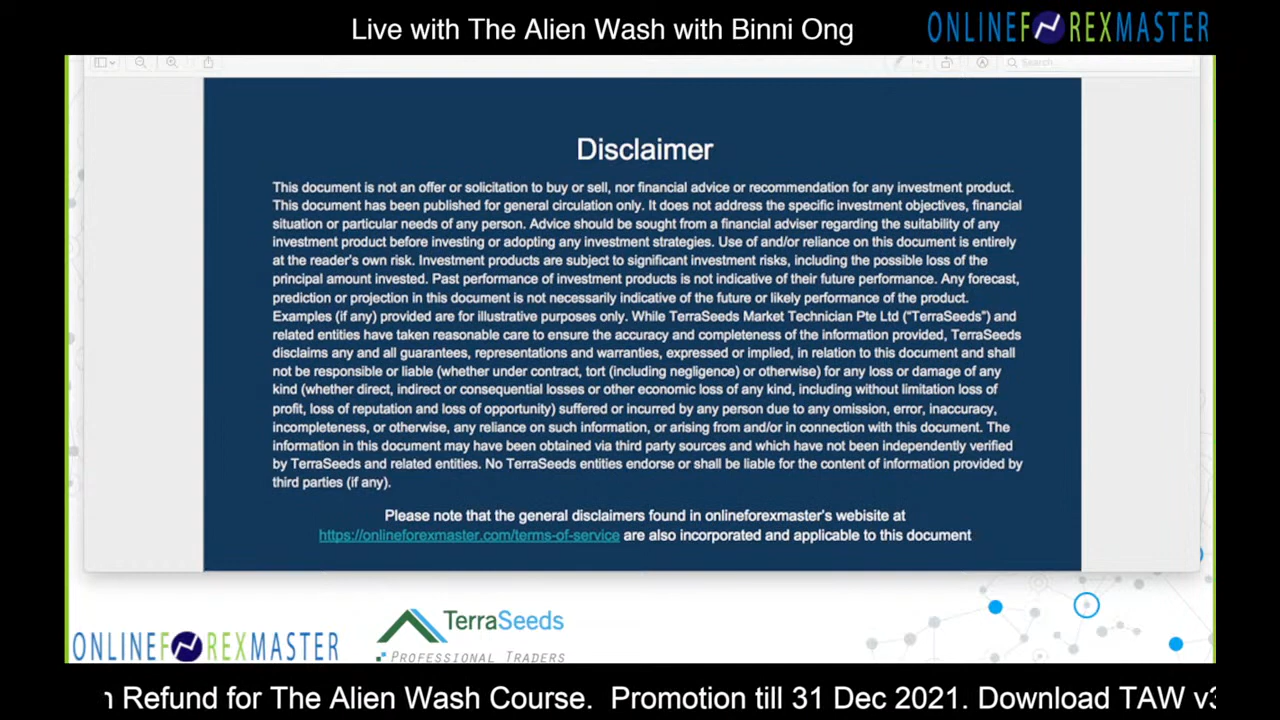 Live with The Alien Wash with Binni Ong
ONLINEFOREXMASTER
Search
Disclaimer
This document is not an offer or solicitation to buy or sell, nor financial advice or recommendation for any investment product.
This document has been published for general circulation only. It does not address the specific investment objectives, financial
situation or particular needs of any person. Advice should be sought from a financial adviser regarding the suitability of any
investment product before investing or adopting any investment strategies. Use of and/or reliance on this document is entirely
at the reader's own risk. Investment products are subject to significant investment risks, including the possible loss of the
principal amount invested. Past performance of investment products is not indicative of their future performance. Any forecast,
prediction or projection in this document is not necessarily indicative of the future or likely performance of the product.
Examples (if any) provided are for illustrative purposes only. While TerraSeeds Market Technician Pte Ltd ("TerraSeeds") and
related entities have taken reasonable care to ensure the accuracy and completeness of the information provided, TerraSeeds
disclaims any and all guarantees, representations and warranties, expressed or implied, in relation to this document and shall
not be responsible or liable (whether under contract, tort (including negligence) or otherwise) for any loss or damage of any
kind (whether direct, indirect or consequential losses or other economic loss of any kind, including without limitation loss of
profit, loss of reputation and loss of opportunity) suffered or incurred by any person due to any omission, error, inaccuracy,
incompleteness, or otherwise, any reliance on such information, or arising from and/or in connection with this document. The
information in this document may have been obtained via third party sources and which have not been independently verified
by TerraSeeds and related entities. No TerraSeeds entities endorse or shall be liable for the content of information provided by
third parties (if any).
Please note that the general disclaimers found in onlineforexmaster's webisite at
https://onlineforexmaster.com/terms-of-service are also incorporated and applicable to this document
ONLINEFOREXMASTER
TerraSeeds
PROFESSIONAL TRADERS
Refund for The Alien Wash Course. Promotion till 31 Dec 2021. Download TAW v3